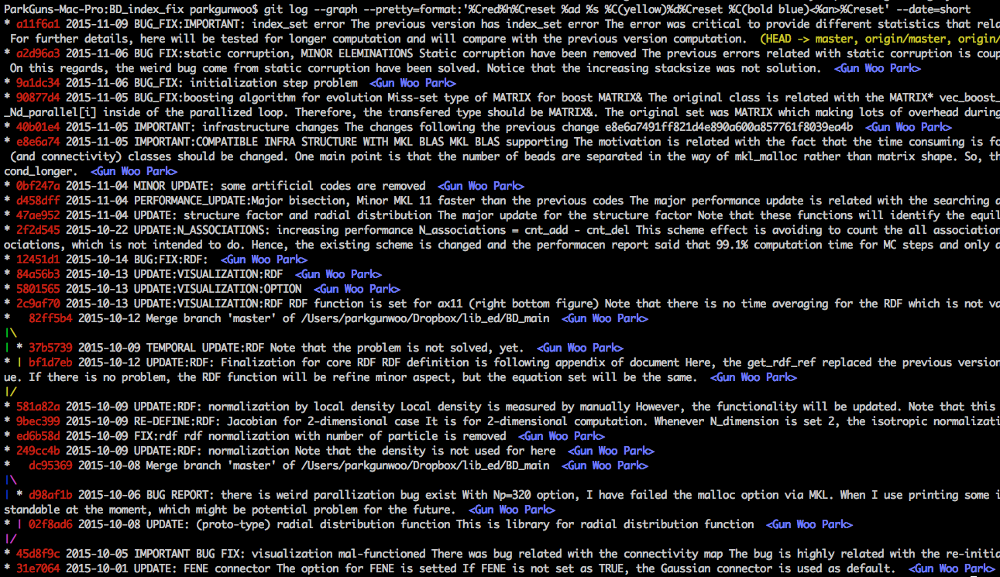 ParkGuns-Mac-Pro:BD_index_fix parkgunwoo$ git log --graph --pretty=format:'%Cred%h%Creset %ad %s %C(yellow)%d%Creset %C(bold blue)<%an>%Creset' --date=short
* a11f6a1 2015-11-09 BUG_FIX:IMPORTANT: index_set error The previous version has index_set error The error was critical to provide different statistics that rela
For further details, here will be tested for longer computation and will compare with the previous version computation. (HEAD -> master, origin/master, origin/
* a2d96a3 2015-11-06 BUG FIX:static corruption, MINOR ELEMINATIONS Static corruption have been removed The previous errors related with static corruption is coup
On this regards, the weird bug come from static corruption have been solved. Notice that the increasing stacksize was not solution. <Gun Woo Park>
* 9a1dc34 2015-11-06 BUG_FIX: initialization step problem <Gun Woo Park>
* 90877d4 2015-11-05 BUG_FIX:boosting algorithm for evolution Miss-set type of MATRIX for boost MATRIX& The original class is related with the MATRIX* vec_boost_
_Nd_parallel[i] inside of the parallized loop. Therefore, the transfered type should be MATRIX&. The original set was MATRIX which making lots of overhead during
* 40b01e4 2015-11-05 IMPORTANT: infrastructure changes The changes following the previous change e8e6a7491ff821d4e890a600a857761f8039ea4b <Gun Woo Park>
* e8e6a74 2015-11-05 IMPORTANT:COMPATIBLE INFRA STRUCTURE WITH MKL BLAS MKL BLAS supporting The motivation is related with the fact that the time consuming is fo
(and connectivity) classes should be changed. One main point is that the number of beads are separated in the way of mkl_malloc rather than matrix shape. So, th
cond_longer. <Gun Woo Park>
* 0bf247a 2015-11-04 MINOR UPDATE: some artificial codes are removed <Gun Woo Park>
* d458dff 2015-11-04 PERFORMANCE_UPDATE:Major bisection, Minor MKL 11 faster than the previous codes The major performance update is related with the searching a
* 47ae952 2015-11-04 UPDATE: structure factor and radial distribution The major update for the structure factor Note that these functions will identify the equil
* 2f2d545 2015-10-22 UPDATE:N_ASSOCIATIONS: increasing performance N_associations = cnt_add - cnt_del This scheme effect is avoiding to count the all association
ociations, which is not intended to do. Hence, the existing scheme is changed and the performacen report said that 99.1% computation time for MC steps and only a
* 12451d1 2015-10-14 BUG:FIX:RDF: <Gun Woo Park>
* 84a56b3 2015-10-13 UPDATE:VISUALIZATION:RDF <Gun Woo Park>
* 5801565 2015-10-13 UPDATE:VISUALIZATION:OPTION <Gun Woo Park>
* 2c9af70 2015-10-13 UPDATE:VISUALIZATION:RDF RDF function is set for ax11 (right bottom figure) Note that there is no time averaging for the RDF which is not va
* 82ff5b4 2015-10-12 Merge branch 'master' of /Users/parkgunwoo/Dropbox/lib_ed/BD_main <Gun Woo Park>
|\
| * 37b5739 2015-10-09 TEMPORAL UPDATE:RDF Note that the problem is not solved, yet. <Gun Woo Park>
* | bf1d7eb 2015-10-12 UPDATE:RDF: Finalization for core RDF RDF definition is following appendix of document Here, the get_rdf_ref replaced the previous version
ue. If there is no problem, the RDF function will be refine minor aspect, but the equation set will be the same. <Gun Woo Park>
|/
* 581a82a 2015-10-09 UPDATE:RDF: normalization by local density Local density is measured by manually However, the functionality will be updated. Note that this
* 9bec399 2015-10-09 RE-DEFINE:RDF: Jacobian for 2-dimensional case It is for 2-dimensional computation. Whenever N_dimension is set 2, the isotropic normalizati
* ed6b58d 2015-10-09 FIX:rdf rdf normalization with number of particle is removed <Gun Woo Park>
* 249cc4b 2015-10-09 UPDATE:RDF: normalization Note that the density is not used for here <Gun Woo Park>
* dc95369 2015-10-08 Merge branch 'master' of /Users/parkgunwoo/Dropbox/lib_ed/BD_main <Gun Woo Park>
|\
| * d98af1b 2015-10-06 BUG REPORT: there is weird parallization bug exist With Np=320 option, I have failed the malloc option via MKL. When I use printing some i
standable at the moment, which might be potential problem for the future. <Gun Woo Park>
* | 02f8ad6 2015-10-08 UPDATE: (proto-type) radial distribution function This is library for radial distribution function <Gun Woo Park>
|/
* 45d8f9c 2015-10-05 IMPORTANT BUG FIX: visualization mal-functioned There was bug related with the connectivity map The bug is highly related with the re-initia
* 31e7064 2015-10-01 UPDATE: FENE connector The option for FENE is setted If FENE is not set as TRUE, the Gaussian connector is used as default. <Gun Woo Park>